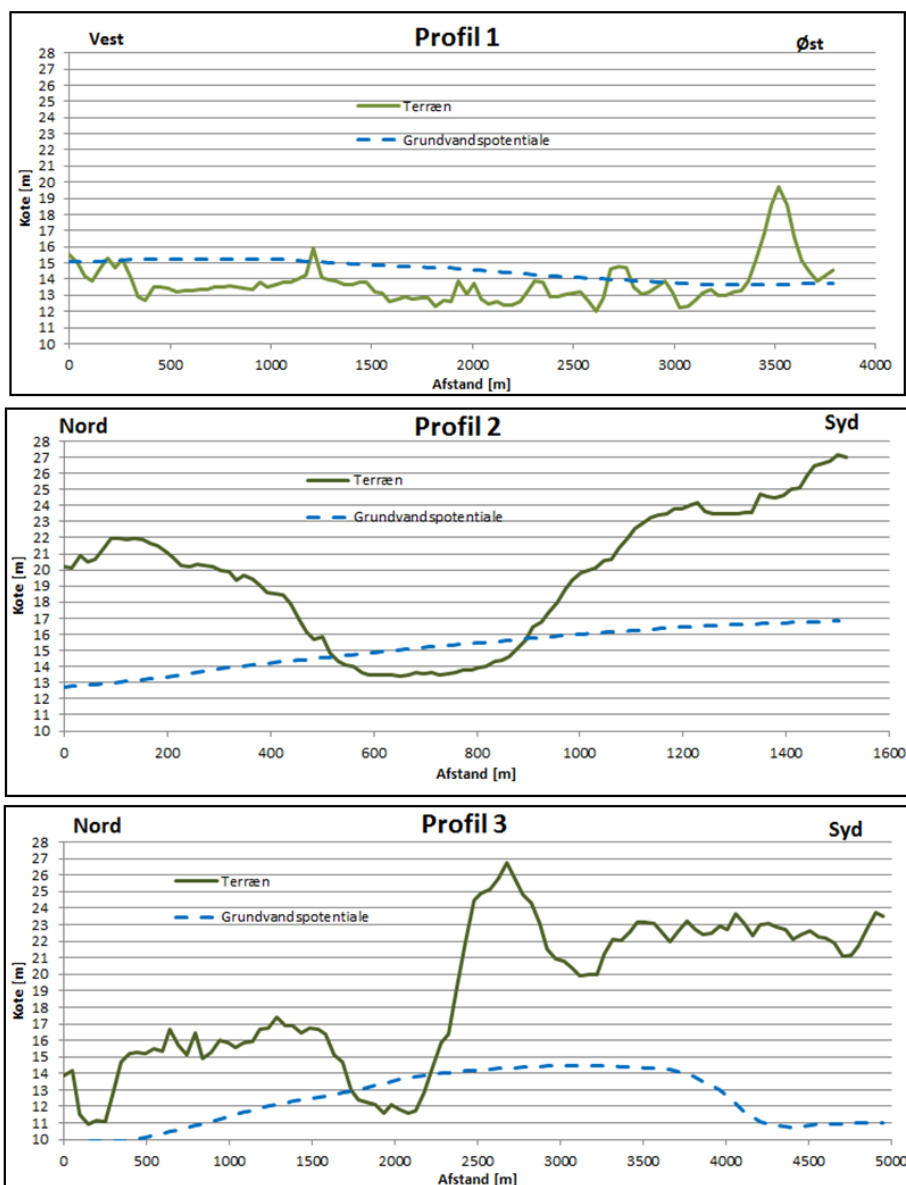 Profil 1
Vest
Øst
28
27
26
25
24
23
22
21
20
19
18
17
16
15
14
13
12
11
10
Kote [m]
Terræn
Grundvandspotentiale
0 500 1000 1500 2000 2500 3000 3500 4000
Afstand [m]
Profil 2
Nord
Syd
28
27
26
25
24
23
22
21
20
19
18
17
16
15
14
13
12
11
10
Kote [m]
Terræn
Grundvandspotentiale
0 200 400 600 800 1000 1200 1400 1600
Afstand [m]
Profil 3
Nord
Syd
28
27
26
25
24
23
22
21
20
19
18
17
16
15
14
13
12
11
10
Kote [m]
Terræn
Grundvandspotentiale
0 500 1000 1500 2000 2500 3000 3500 4000 4500 5000
Afstand [m]